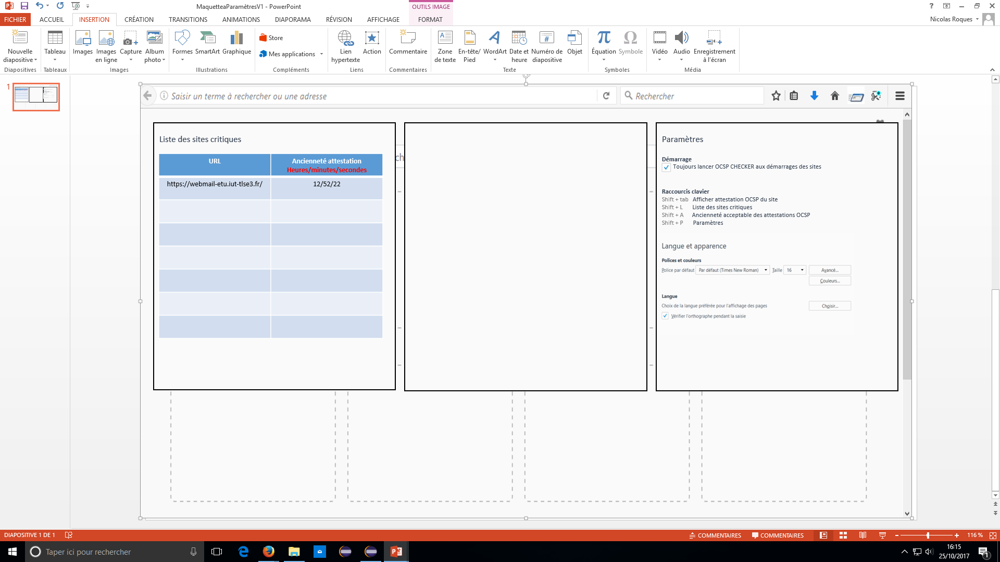 MaquetteaParamètresV1 - PowerPoint
OUTILS IMAGE
FICHIER ACCUEIL INSERTION CRÉATION TRANSITIONS ANIMATIONS DIAPORAMA RÉVISION AFFICHAGE FORMAT
Nicolas Roques
Nouvelle diapositive
Tableau
Images
Images en ligne
Capture
Album photo
Formes
SmartArt
Graphique
Store
Mes applications
Lien hypertexte
Action
Commentaire
Zone de texte
En-tête/ Pied
WordArt
Date et heure
Numéro de diapositive
Objet
Équation
Symbole
Vidéo
Audio
Enregistrement à l'écran
Diapositives Tableaux Images Illustrations Compléments Liens Commentaires Texte Symboles Média
1
Saisir un terme à rechercher ou une adresse
Rechercher
Liste des sites critiques
URL
Ancienneté attestation
Heures/minutes/secondes
https://webmail-etu.iut-tlse3.fr/
12/52/22
ch
Paramètres
Démarrage
Toujours lancer OCSP CHECKER aux démarrages des sites
Raccourcis clavier
Shift + tab Afficher attestation OCSP du site
Shift + L Liste des sites critiques
Shift + A Ancienneté acceptable des attestations OCSP
Shift + P Paramètres
Langue et apparence
Polices et couleurs
Police par défaut Par défaut (Times New Roman) Taille 16 Avancé...
Couleurs...
Langue
Choix de la langue préférée pour l'affichage des pages Choisir...
Vérifier l'orthographe pendant la saisie
DIAPOSITIVE 1 DE 1
COMMENTAIRES
COMMENTAIRES
116 %
Taper ici pour rechercher
16:15
25/10/2017
1